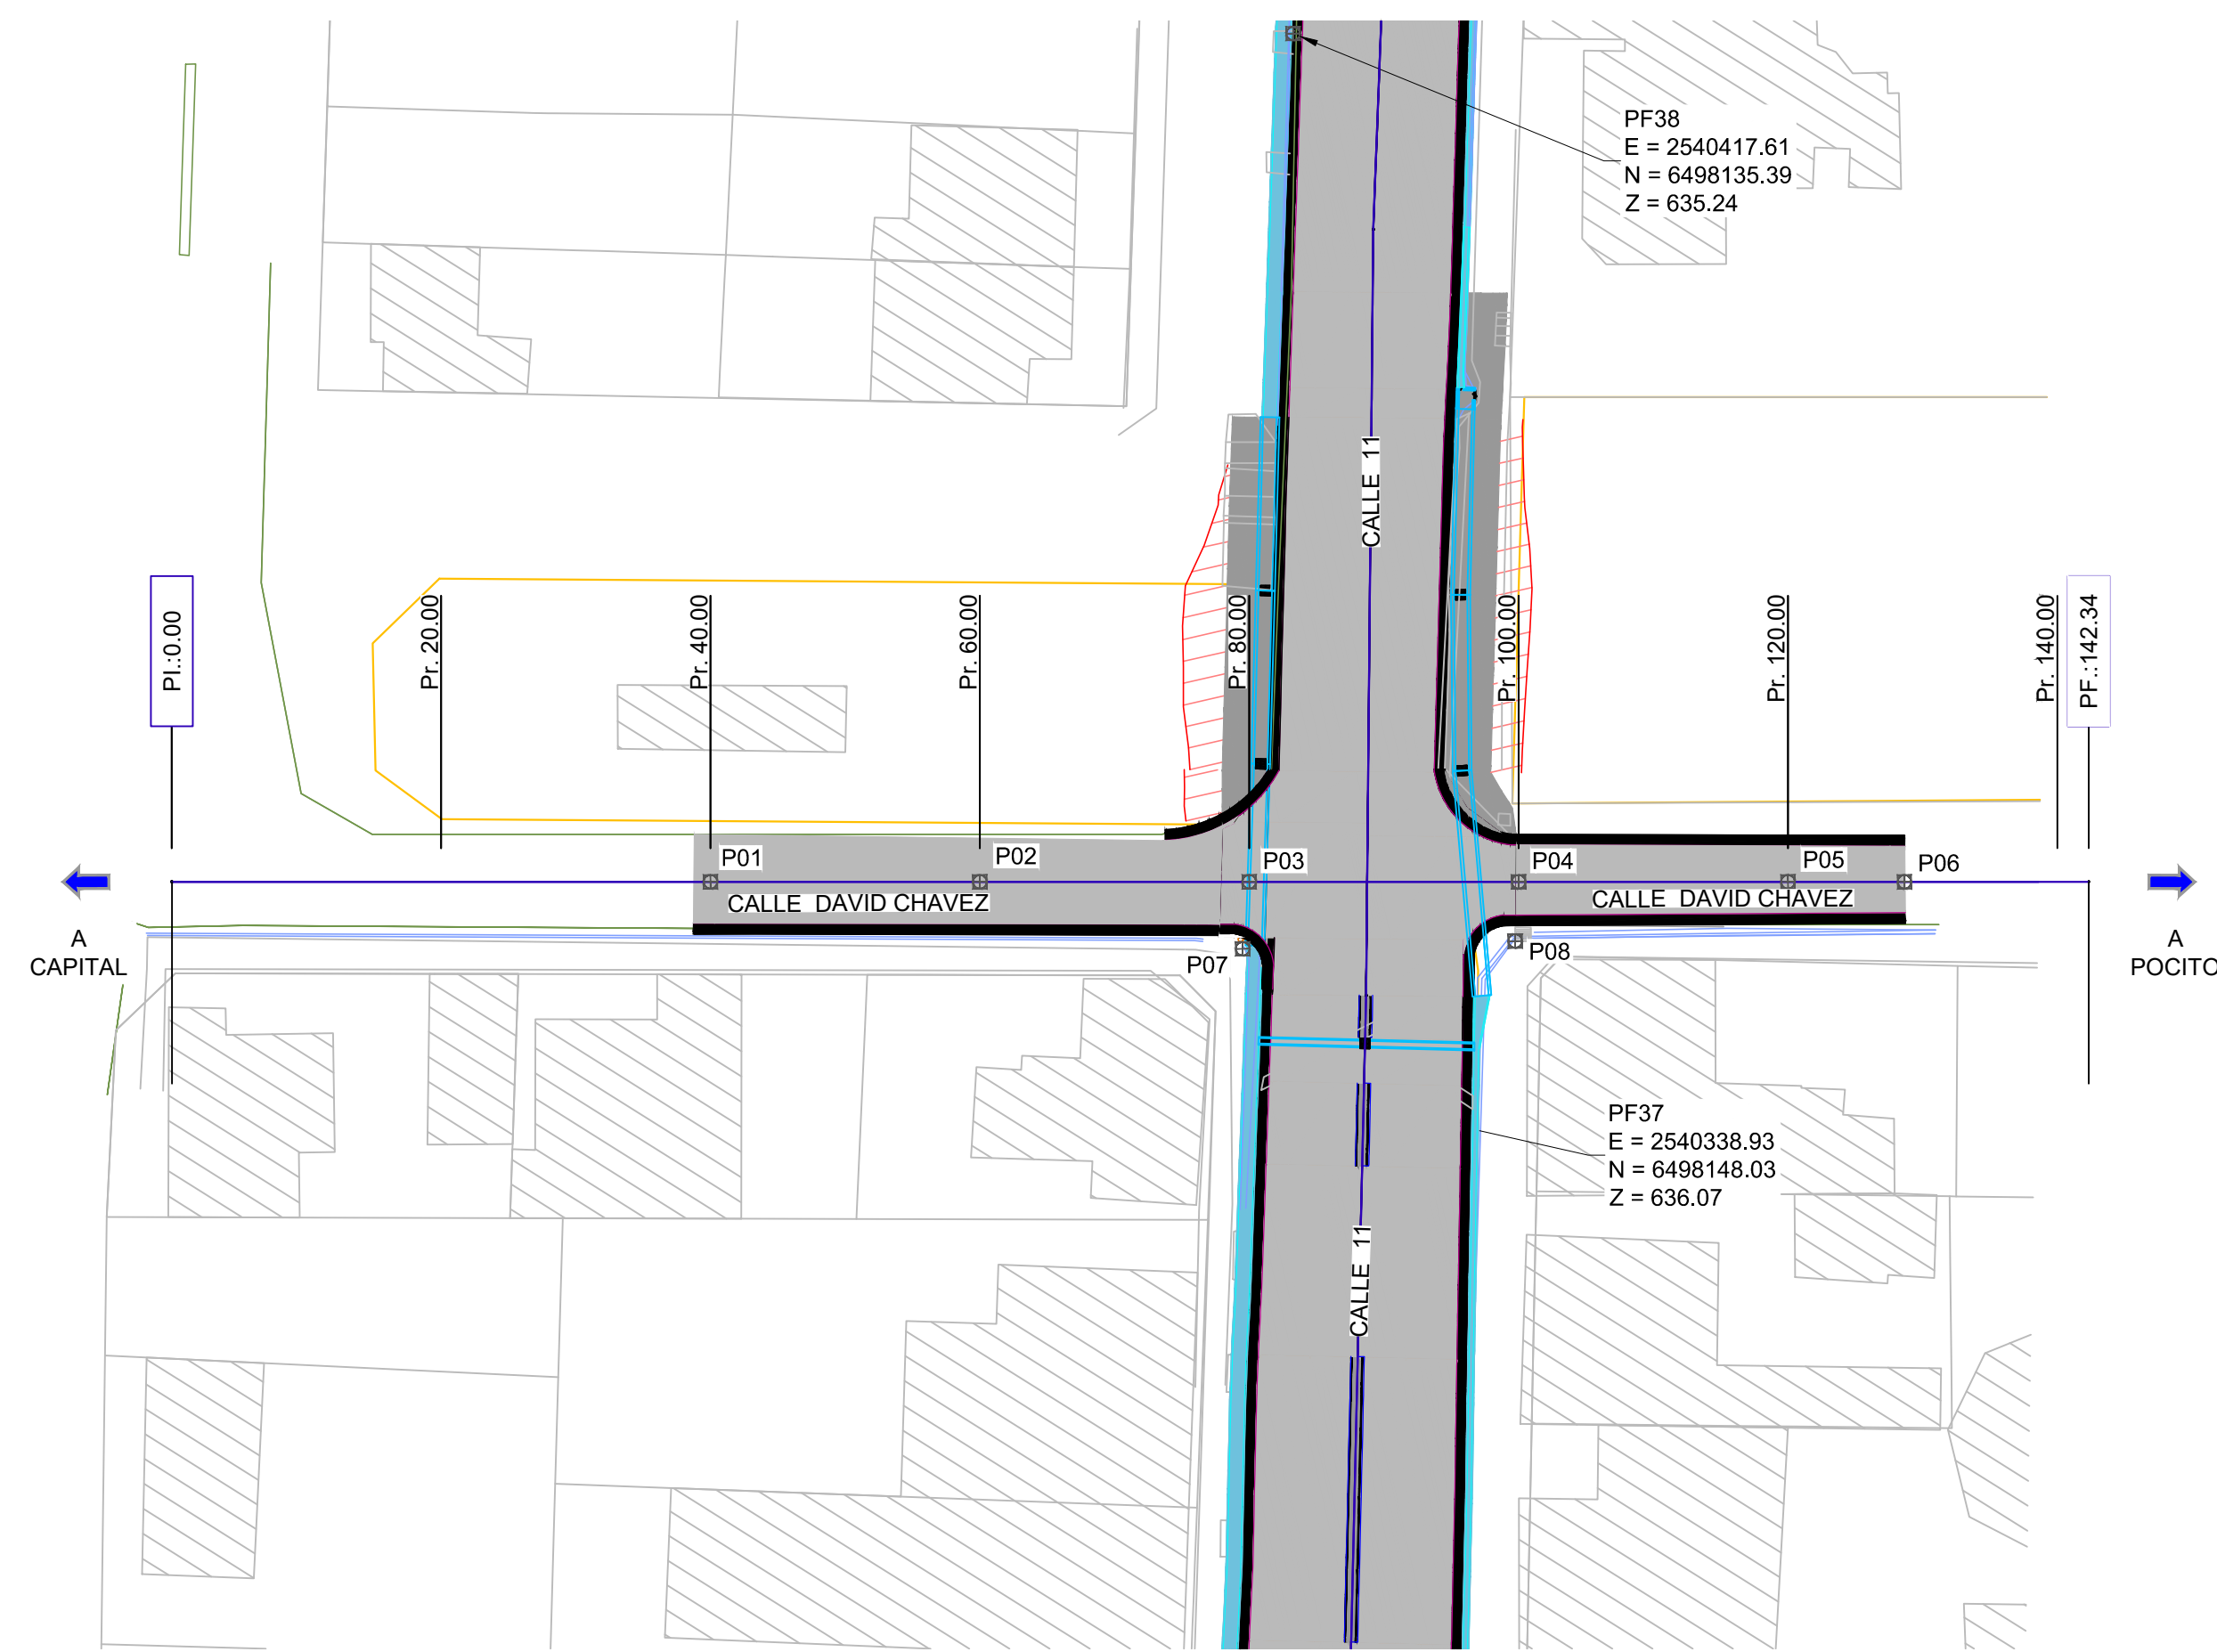 PF38
E = 2540417.61
N = 6498135.39
Z = 635.24
CALLE 11
PI.:0.00
Pr. 20.00
Pr. 40.00
Pr. 60.00
Pr. 80.00
Pr. 100.00
Pr. 120.00
Pr. 140.00
PF.:142.34
P01
P02
P03
P04
P05
P06
CALLE DAVID CHAVEZ
CALLE DAVID CHAVEZ
A
CAPITAL
A
POCITO
P07
P08
PF37
E = 2540338.93
N = 6498148.03
Z = 636.07
CALLE 11